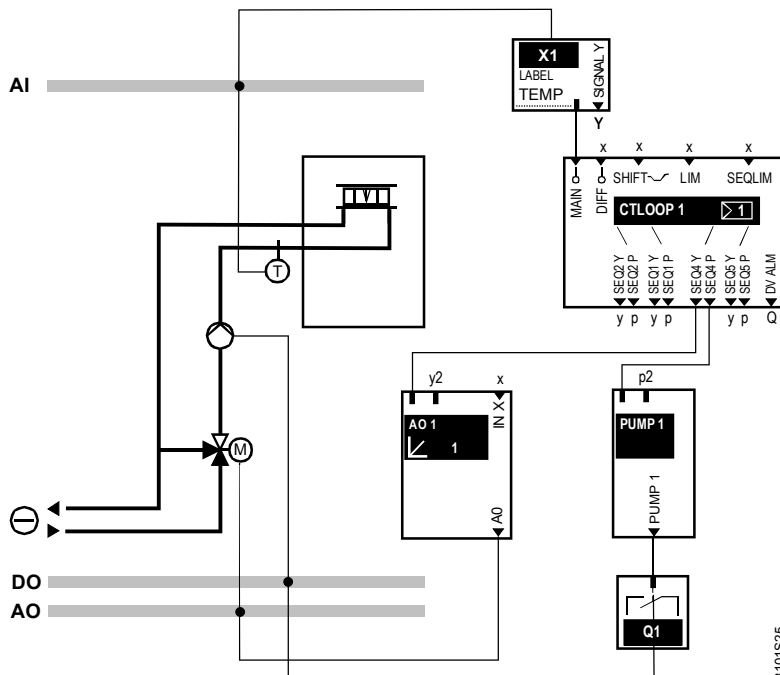 X1
LABEL
TEMP
SIGNAL Y
Y
AI
x x x x
MAIN
DIFF
SHIFT
LIM
SEQLIM
CTLOOP 1
1
SEQ2 Y
SEQ2 P
SEQ1 Y
SEQ1 P
SEQ4 Y
SEQ4 P
SEQ5 Y
SEQ5 P
DV ALM
y p y p y p Q
T
y2
x
IN X
AO 1
1
A0
p2
PUMP 1
PUMP 1
M
DO
AO
Q1